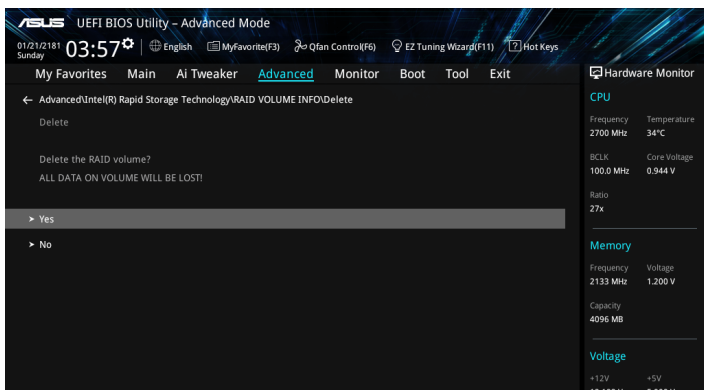 ASUS UEFI BIOS Utility – Advanced Mode
01/21/2181 Sunday 03:57 English MyFavorite(F3) Qfan Control(F6) EZ Tuning Wizard(F11) ? Hot Keys
My Favorites Main Ai Tweaker Advanced Monitor Boot Tool Exit
← Advanced\Intel(R) Rapid Storage Technology\RAID VOLUME INFO\Delete
Delete
Delete the RAID volume?
ALL DATA ON VOLUME WILL BE LOST!
> Yes
> No
Hardware Monitor
CPU
Frequency Temperature
2700 MHz 34°C
BCLK Core Voltage
100.0 MHz 0.944 V
Ratio
27x
Memory
Frequency Voltage
2133 MHz 1.200 V
Capacity
4096 MB
Voltage
+12V +5V